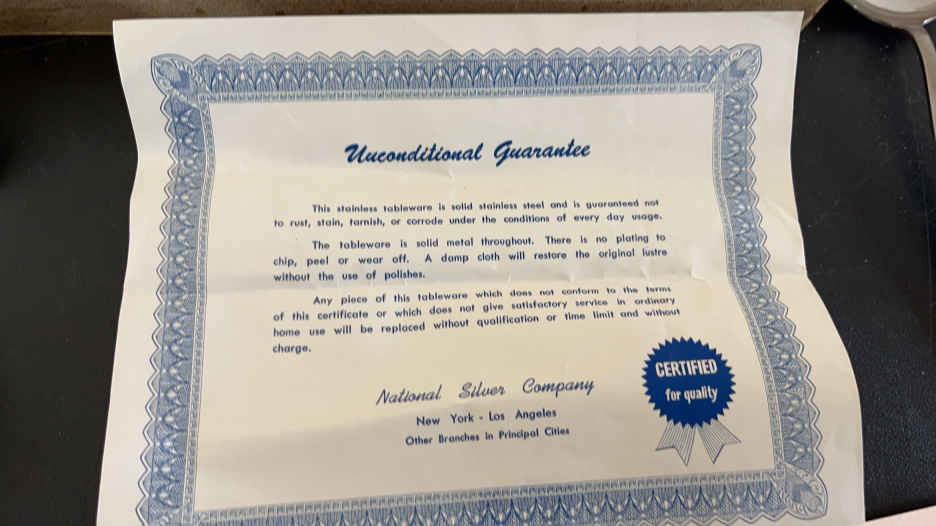 Unconditional Guarantee
This stainless tableware is solid stainless steel and is guaranteed not
to rust, stain, tarnish, or corrode under the conditions of every day usage.
The tableware is solid metal throughout. There is no plating to
chip, peel or wear off. A damp cloth will restore the original lustre
without the use of polishes.
Any piece of this tableware which does not conform to the terms
of this certificate or which does not give satisfactory service in ordinary
home use will be replaced without qualification or time limit and without
charge.
National Silver Company
New York - Los Angeles
Other Branches in Principal Cities
CERTIFIED
for quality